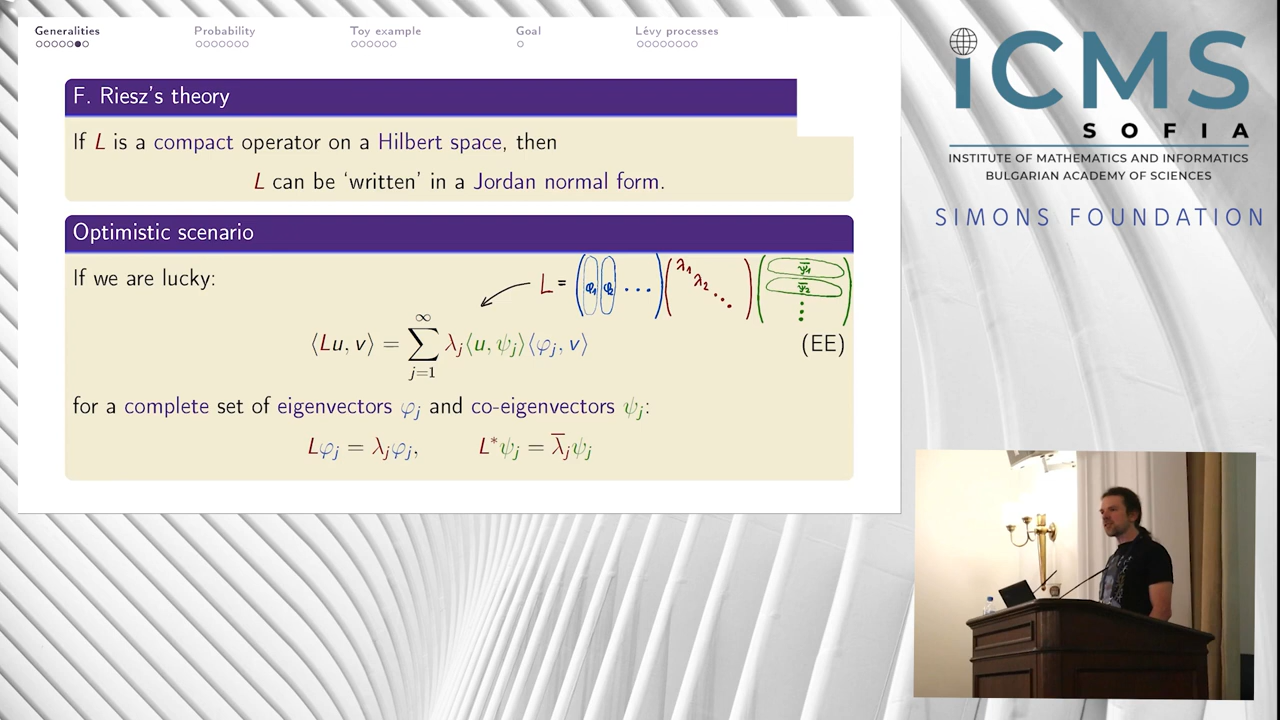 Generalities Probability Toy example Goal Lévy processes
F. Riesz's theory
If L is a compact operator on a Hilbert space, then
L can be 'written' in a Jordan normal form.
Optimistic scenario
If we are lucky:
L = ( φ1 φ2 ... ) ( λ1 λ2 ... ) ( ψ̅1 ψ̅2 ⋮ )
⟨Lu, v⟩ = ∑_{j=1}^{∞} λ_j⟨u, ψ_j⟩⟨φ_j, v⟩ (EE)
for a complete set of eigenvectors φ_j and co-eigenvectors ψ_j:
Lφ_j = λ_jφ_j, L*ψ_j = λ̅_jψ_j
iCMS
SOFIA
INSTITUTE OF MATHEMATICS AND INFORMATICS
BULGARIAN ACADEMY OF SCIENCES
SIMONS FOUNDATION